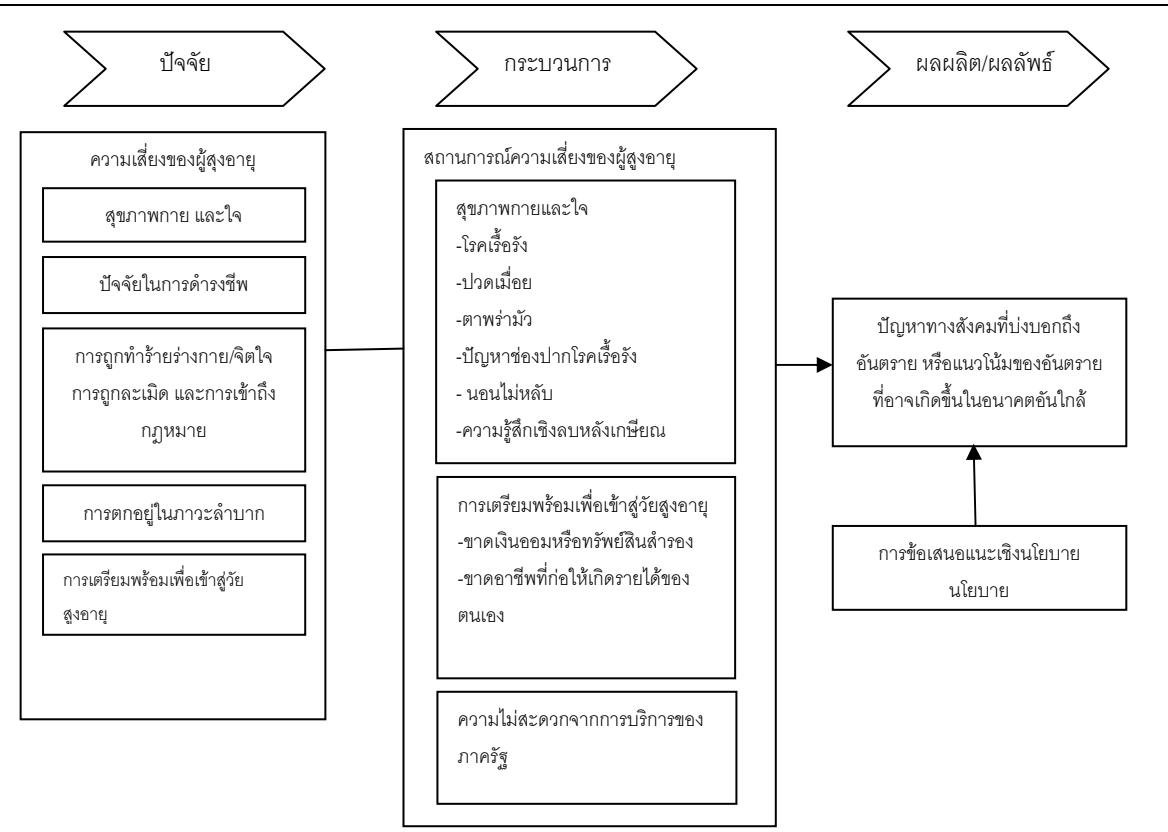 ปัจจัย
กระบวนการ
ผลผลิต/ผลลัพธ์
ความเสี่ยงของผู้สุงอายุ
สุขภาพกาย และใจ
ปัจจัยในการดำรงชีพ
การถูกทำร้ายร่างกาย/จิตใจ
การถูกละเมิด และการเข้าถึง
กฎหมาย
การตกอยู่ในภาวะลำบาก
การเตรียมพร้อมเพื่อเข้าสู่วัย
สูงอายุ
สถานการณ์ความเสี่ยงของผู้สูงอายุ
สุขภาพกายและใจ
-โรคเรื้อรัง
-ปวดเมื่อย
-ตาพร่ามัว
-ปัญหาช่องปากโรคเรื้อรัง
- นอนไม่หลับ
-ความรู้สึกเชิงลบหลังเกษียณ
การเตรียมพร้อมเพื่อเข้าสู่วัยสูงอายุ
-ขาดเงินออมหรือทรัพย์สินสำรอง
-ขาดอาชีพที่ก่อให้เกิดรายได้ของ
ตนเอง
ความไม่สะดวกจากการบริการของ
ภาครัฐ
ปัญหาทางสังคมที่บ่งบอกถึง
อันตราย หรือแนวโน้มของอันตราย
ที่อาจเกิดขึ้นในอนาคตอันใกล้
การข้อเสนอแนะเชิงนโยบาย
นโยบาย